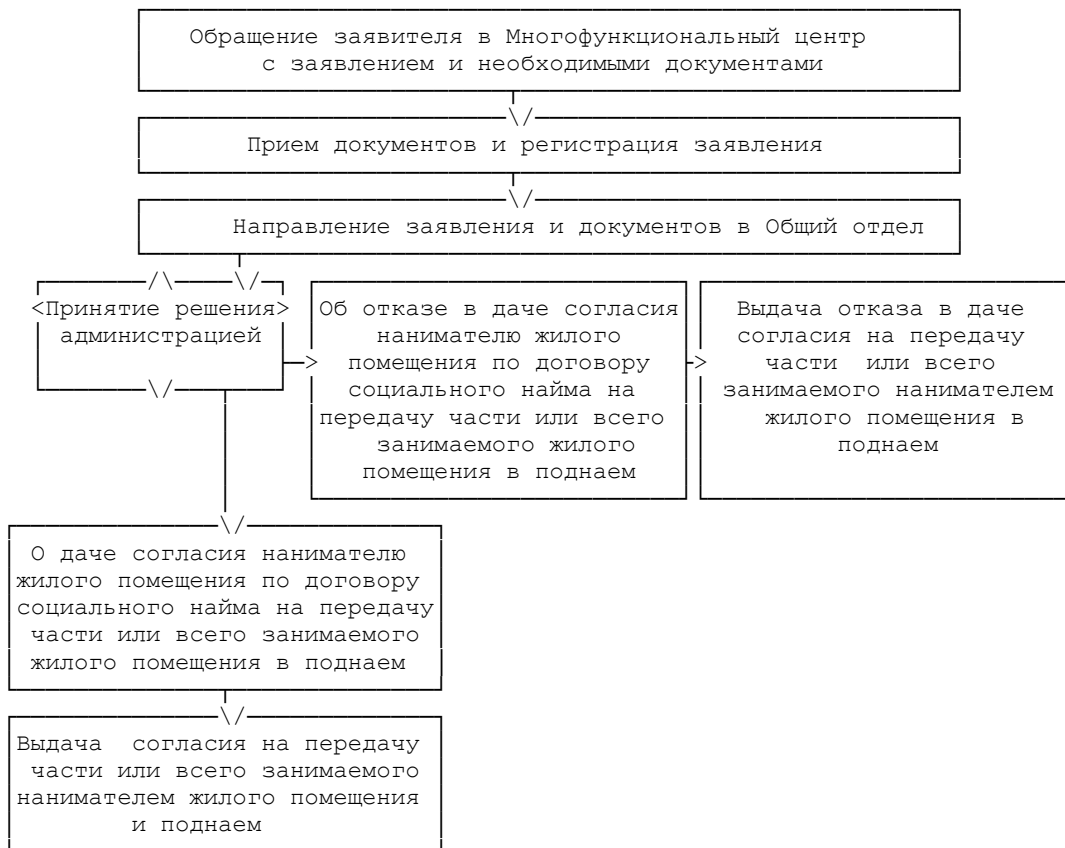 Обращение заявителя в Многофункциональный центр
с заявлением и необходимыми документами
Прием документов и регистрация заявления
Направление заявления и документов в Общий отдел
<Принятие решения>
администрацией
Об отказе в даче согласия
нанимателю жилого
помещения по договору
социального найма на
передачу части или всего
занимаемого жилого
помещения в поднаем
Выдача отказа в даче
согласия на передачу
части или всего
занимаемого нанимателем
жилого помещения в
поднаем
О даче согласия нанимателю
жилого помещения по договору
социального найма на передачу
части или всего занимаемого
жилого помещения в поднаем
Выдача согласия на передачу
части или всего занимаемого
нанимателем жилого помещения
и поднаем